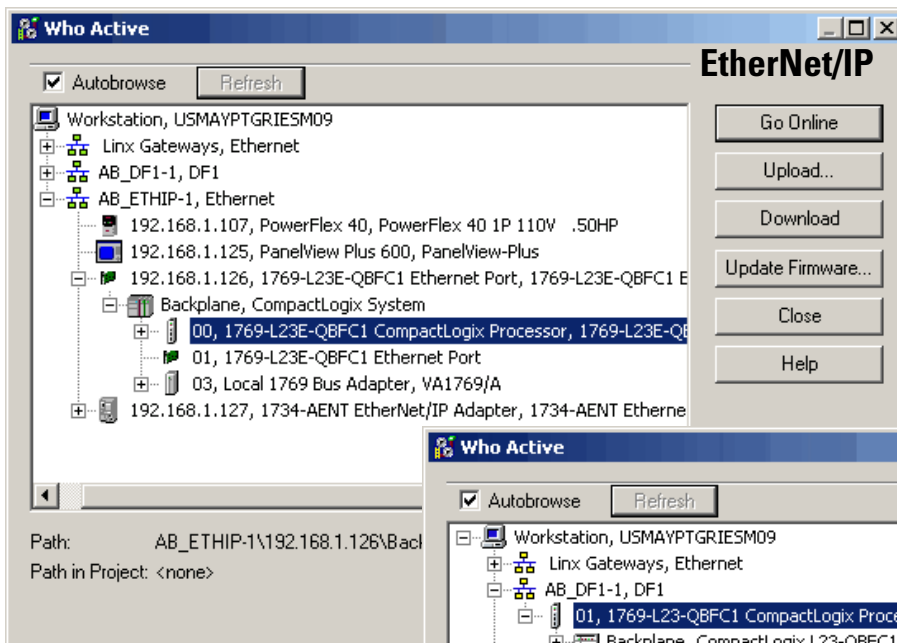 Who Active
EtherNet/IP
Autobrowse
Refresh
Workstation, USMAYPTGRIESM09
Linx Gateways, Ethernet
AB_DF1-1, DF1
AB_ETHIP-1, Ethernet
192.168.1.107, PowerFlex 40, PowerFlex 40 1P 110V .50HP
192.168.1.125, PanelView Plus 600, PanelView-Plus
192.168.1.126, 1769-L23E-QBFC1 Ethernet Port, 1769-L23E-QBFC1 E
Backplane, CompactLogix System
00, 1769-L23E-QBFC1 CompactLogix Processor, 1769-L23E-QB
01, 1769-L23E-QBFC1 Ethernet Port
03, Local 1769 Bus Adapter, VA1769/A
192.168.1.127, 1734-AENT EtherNet/IP Adapter, 1734-AENT Etherne
Go Online
Upload...
Download
Update Firmware...
Close
Help
Path: AB_ETHIP-1\192.168.1.126\Back
Path in Project: <none>
Who Active
Autobrowse
Refresh
Workstation, USMAYPTGRIESM09
Linx Gateways, Ethernet
AB_DF1-1, DF1
01, 1769-L23-QBFC1 CompactLogix Proce
Backplane, CompactLogix L23-QBFC1